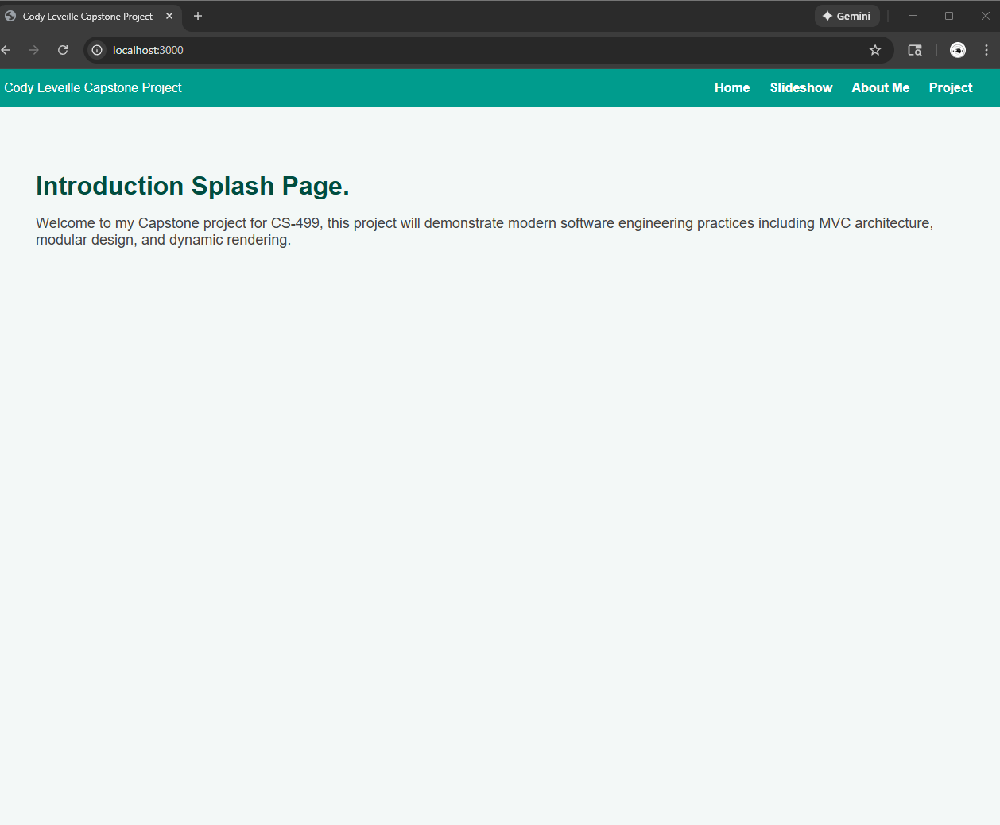 Cody Leveille Capstone Project
Gemini
localhost:3000
Cody Leveille Capstone Project
Home Slideshow About Me Project
Introduction Splash Page.
Welcome to my Capstone project for CS-499, this project will demonstrate modern software engineering practices including MVC architecture,
modular design, and dynamic rendering.